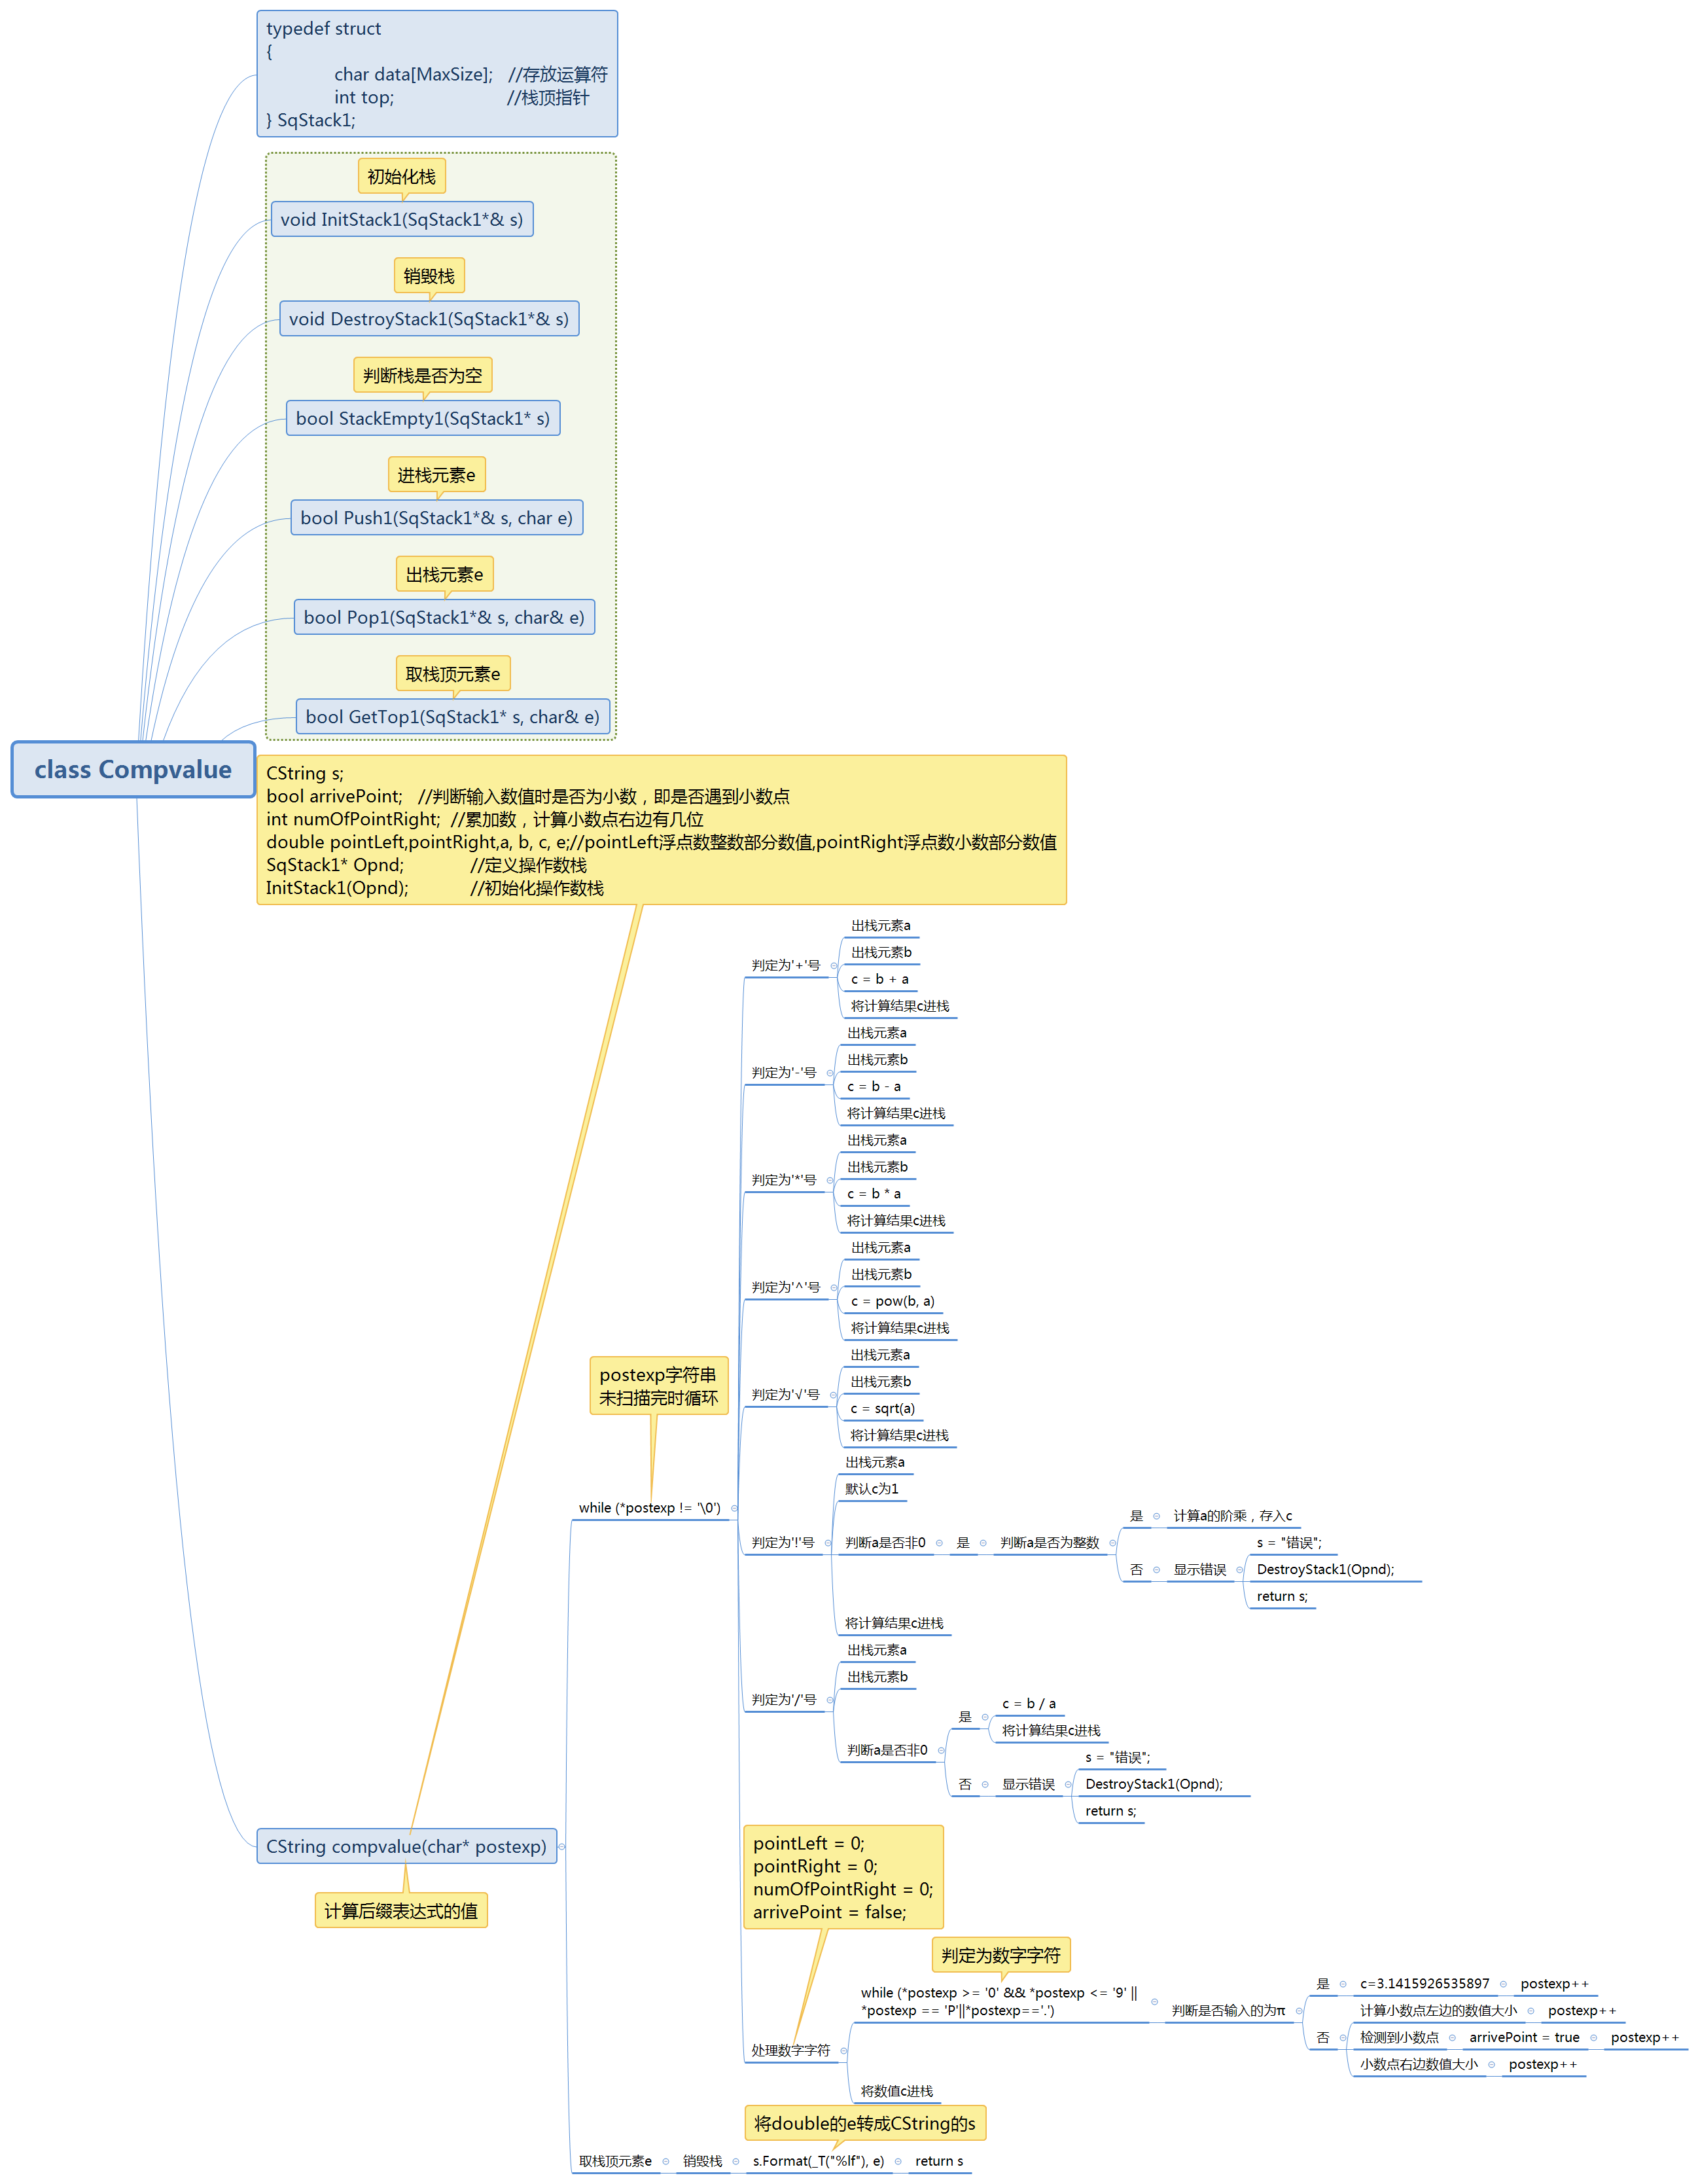 typedef struct
{
char data[MaxSize]; //存放运算符
int top; //栈顶指针
} SqStack1;
初始化栈
void InitStack1(SqStack1*& s)
销毁栈
void DestroyStack1(SqStack1*& s)
判断栈是否为空
bool StackEmpty1(SqStack1* s)
进栈元素e
bool Push1(SqStack1*& s, char e)
出栈元素e
bool Pop1(SqStack1*& s, char& e)
取栈顶元素e
bool GetTop1(SqStack1* s, char& e)
class Compvalue
CString s;
bool arrivePoint; //判断输入数值时是否为小数，即是否遇到小数点
int numOfPointRight; //累加数，计算小数点右边有几位
double pointLeft,pointRight,a, b, c, e;//pointLeft浮点数整数部分数值,pointRight浮点数小数部分数值
SqStack1* Opnd; //定义操作数栈
InitStack1(Opnd); //初始化操作数栈
CString compvalue(char* postexp)
计算后缀表达式的值
postexp字符串
未扫描完时循环
while (*postexp != '\0')
判定为'+'号
出栈元素a
出栈元素b
c = b + a
将计算结果c进栈
判定为'-'号
出栈元素a
出栈元素b
c = b - a
将计算结果c进栈
判定为'*'号
出栈元素a
出栈元素b
c = b * a
将计算结果c进栈
判定为'^'号
出栈元素a
出栈元素b
c = pow(b, a)
将计算结果c进栈
判定为'√'号
出栈元素a
出栈元素b
c = sqrt(a)
将计算结果c进栈
判定为'!'号
出栈元素a
默认c为1
判断a是否非0
是
判断a是否为整数
是
计算a的阶乘，存入c
否
显示错误
s = "错误";
DestroyStack1(Opnd);
return s;
将计算结果c进栈
判定为'/'号
出栈元素a
出栈元素b
判断a是否非0
是
c = b / a
将计算结果c进栈
否
显示错误
s = "错误";
DestroyStack1(Opnd);
return s;
pointLeft = 0;
pointRight = 0;
numOfPointRight = 0;
arrivePoint = false;
处理数字字符
判定为数字字符
while (*postexp >= '0' && *postexp <= '9' ||
*postexp == 'P'||*postexp=='.')
判断是否输入的为π
是
c=3.1415926535897
postexp++
否
计算小数点左边的数值大小
postexp++
检测到小数点
arrivePoint = true
postexp++
小数点右边数值大小
postexp++
将数值c进栈
将double的e转成CString的s
取栈顶元素e
销毁栈
s.Format(_T("%lf"), e)
return s